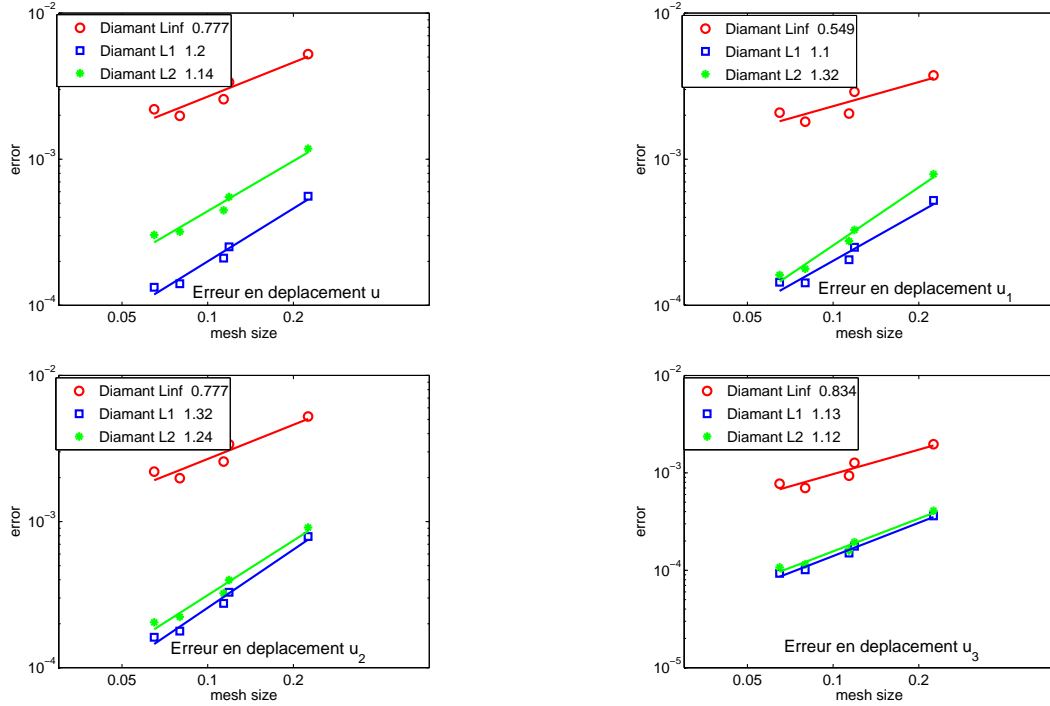 10^-2
10^-3
10^-4
error
Diamant Linf 0.777
Diamant L1 1.2
Diamant L2 1.14
Erreur en deplacement u
0.05 0.1 0.2
mesh size
10^-2
10^-3
10^-4
error
Diamant Linf 0.549
Diamant L1 1.1
Diamant L2 1.32
Erreur en deplacement u_1
0.05 0.1 0.2
mesh size
10^-2
10^-3
10^-4
error
Diamant Linf 0.777
Diamant L1 1.32
Diamant L2 1.24
Erreur en deplacement u_2
0.05 0.1 0.2
mesh size
10^-2
10^-3
10^-4
10^-5
error
Diamant Linf 0.834
Diamant L1 1.13
Diamant L2 1.12
Erreur en deplacement u_3
0.05 0.1 0.2
mesh size